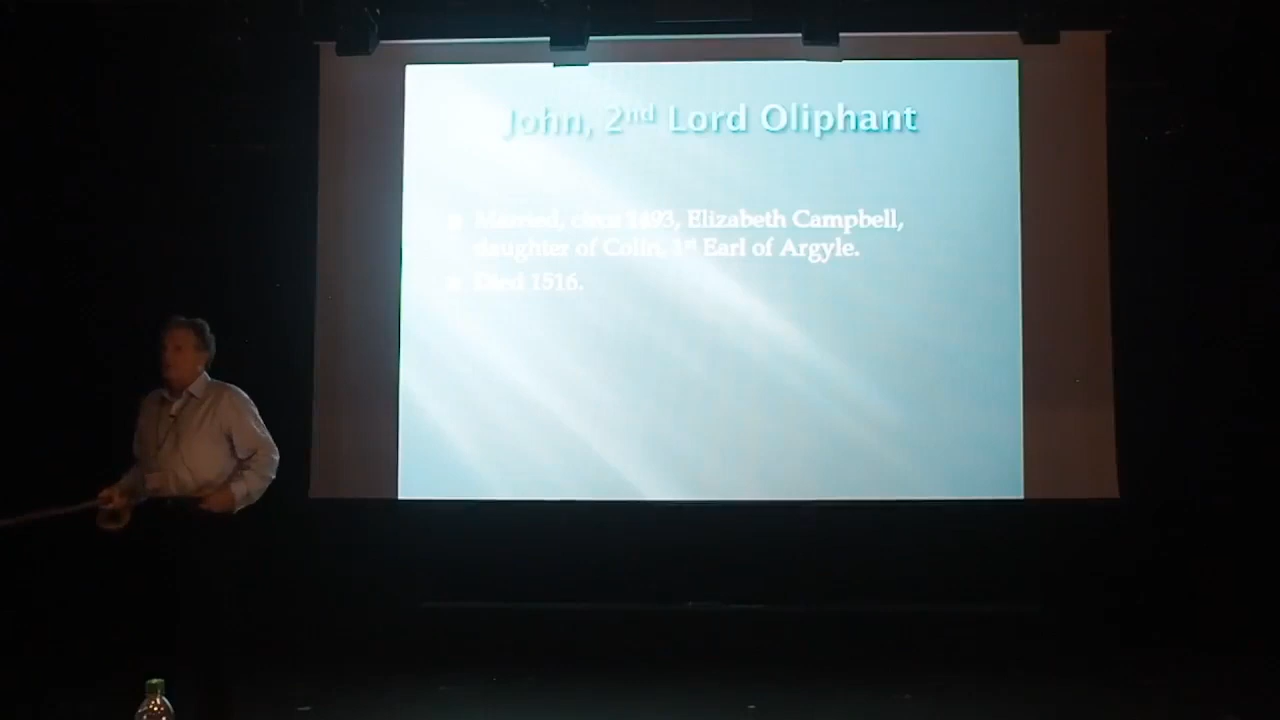 John, 2nd Lord Oliphant
Married, circa 1493, Elizabeth Campbell,
daughter of Colin, 1st Earl of Argyle.
Died 1516.